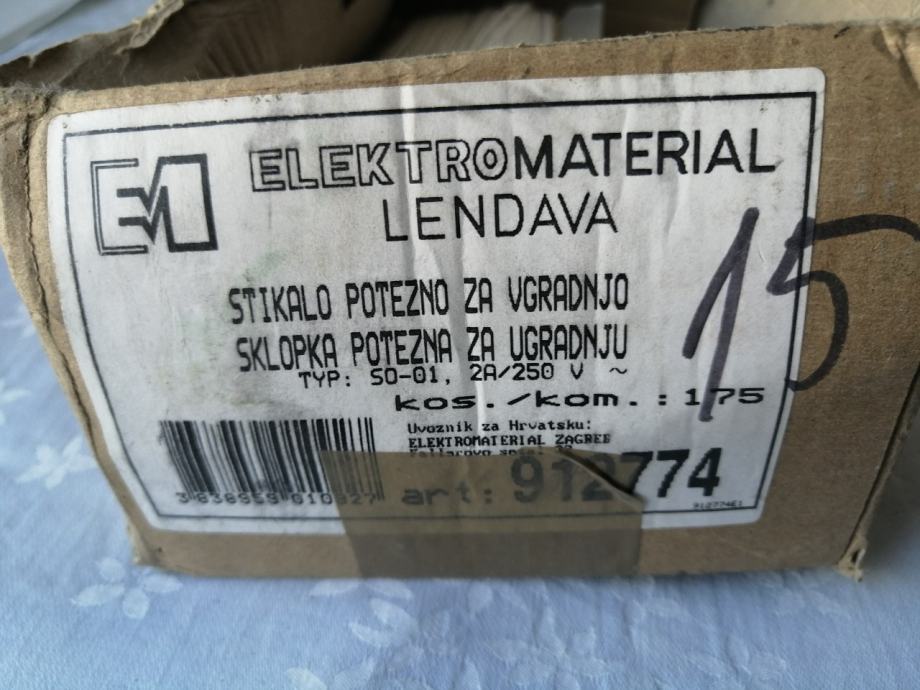 EM
ELEKTROMATERIAL
LENDAVA
15
STIKALO POTEZNO ZA VGRADNJO
SKLOPKA POTEZNA ZA UGRADNJU
TYP: SO-01, 2A/250 V ~
kos./kom.: 175
Uvoznik za Hrvatsku:
ELEKTROMATERIAL ZAGREB
art: 912774
912774E1